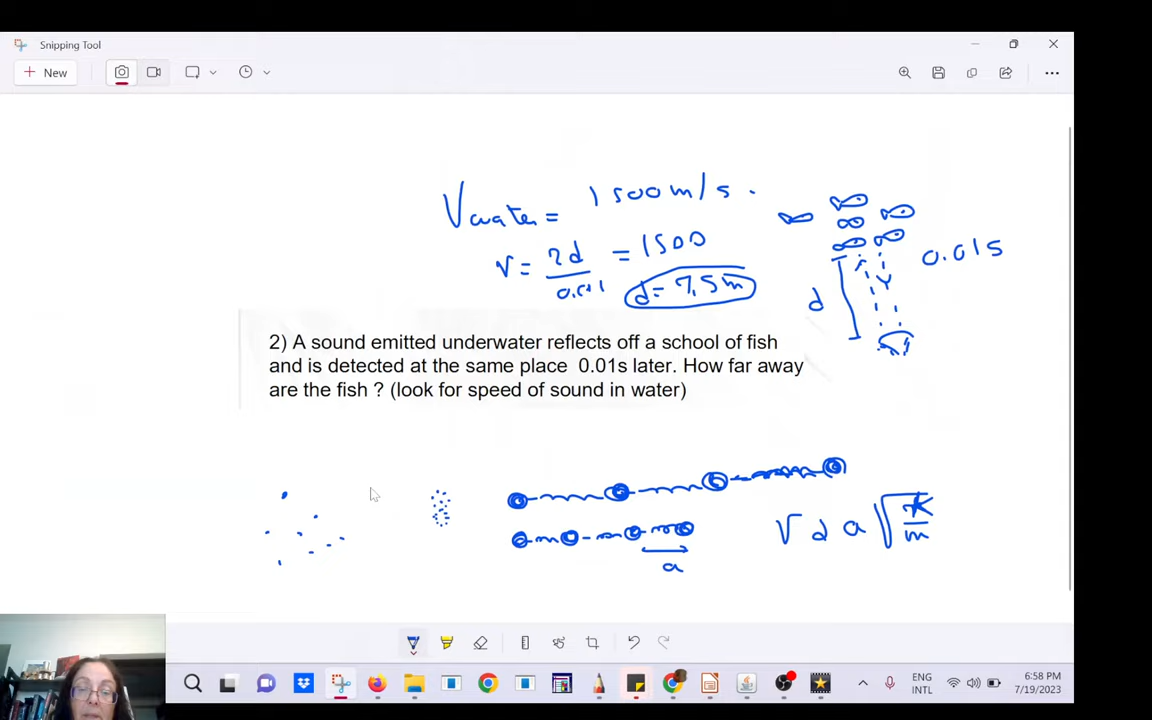 Snipping Tool
New
Vwater = 1500 m/s.
v = 2d/0.01 = 1500
d = 7.5m
0.01s
d
2) A sound emitted underwater reflects off a school of fish
and is detected at the same place 0.01s later. How far away
are the fish ? (look for speed of sound in water)
a
V d a √K/m
ENG
INTL
6:58 PM
7/19/2023